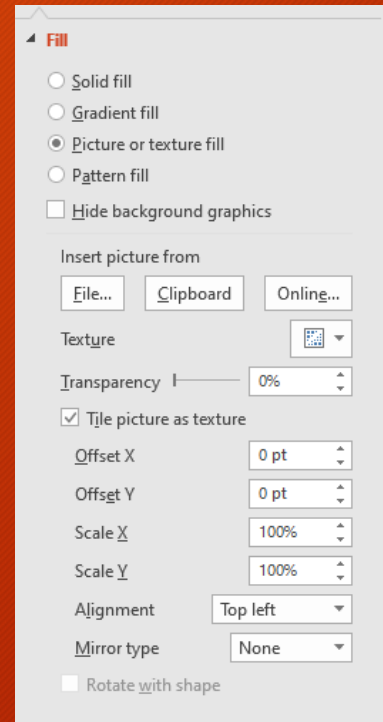 Fill
Solid fill
Gradient fill
Picture or texture fill
Pattern fill
Hide background graphics
Insert picture from
File... Clipboard Online...
Texture
Transparency 0%
Tile picture as texture
Offset X 0 pt
Offset Y 0 pt
Scale X 100%
Scale Y 100%
Alignment Top left
Mirror type None
Rotate with shape